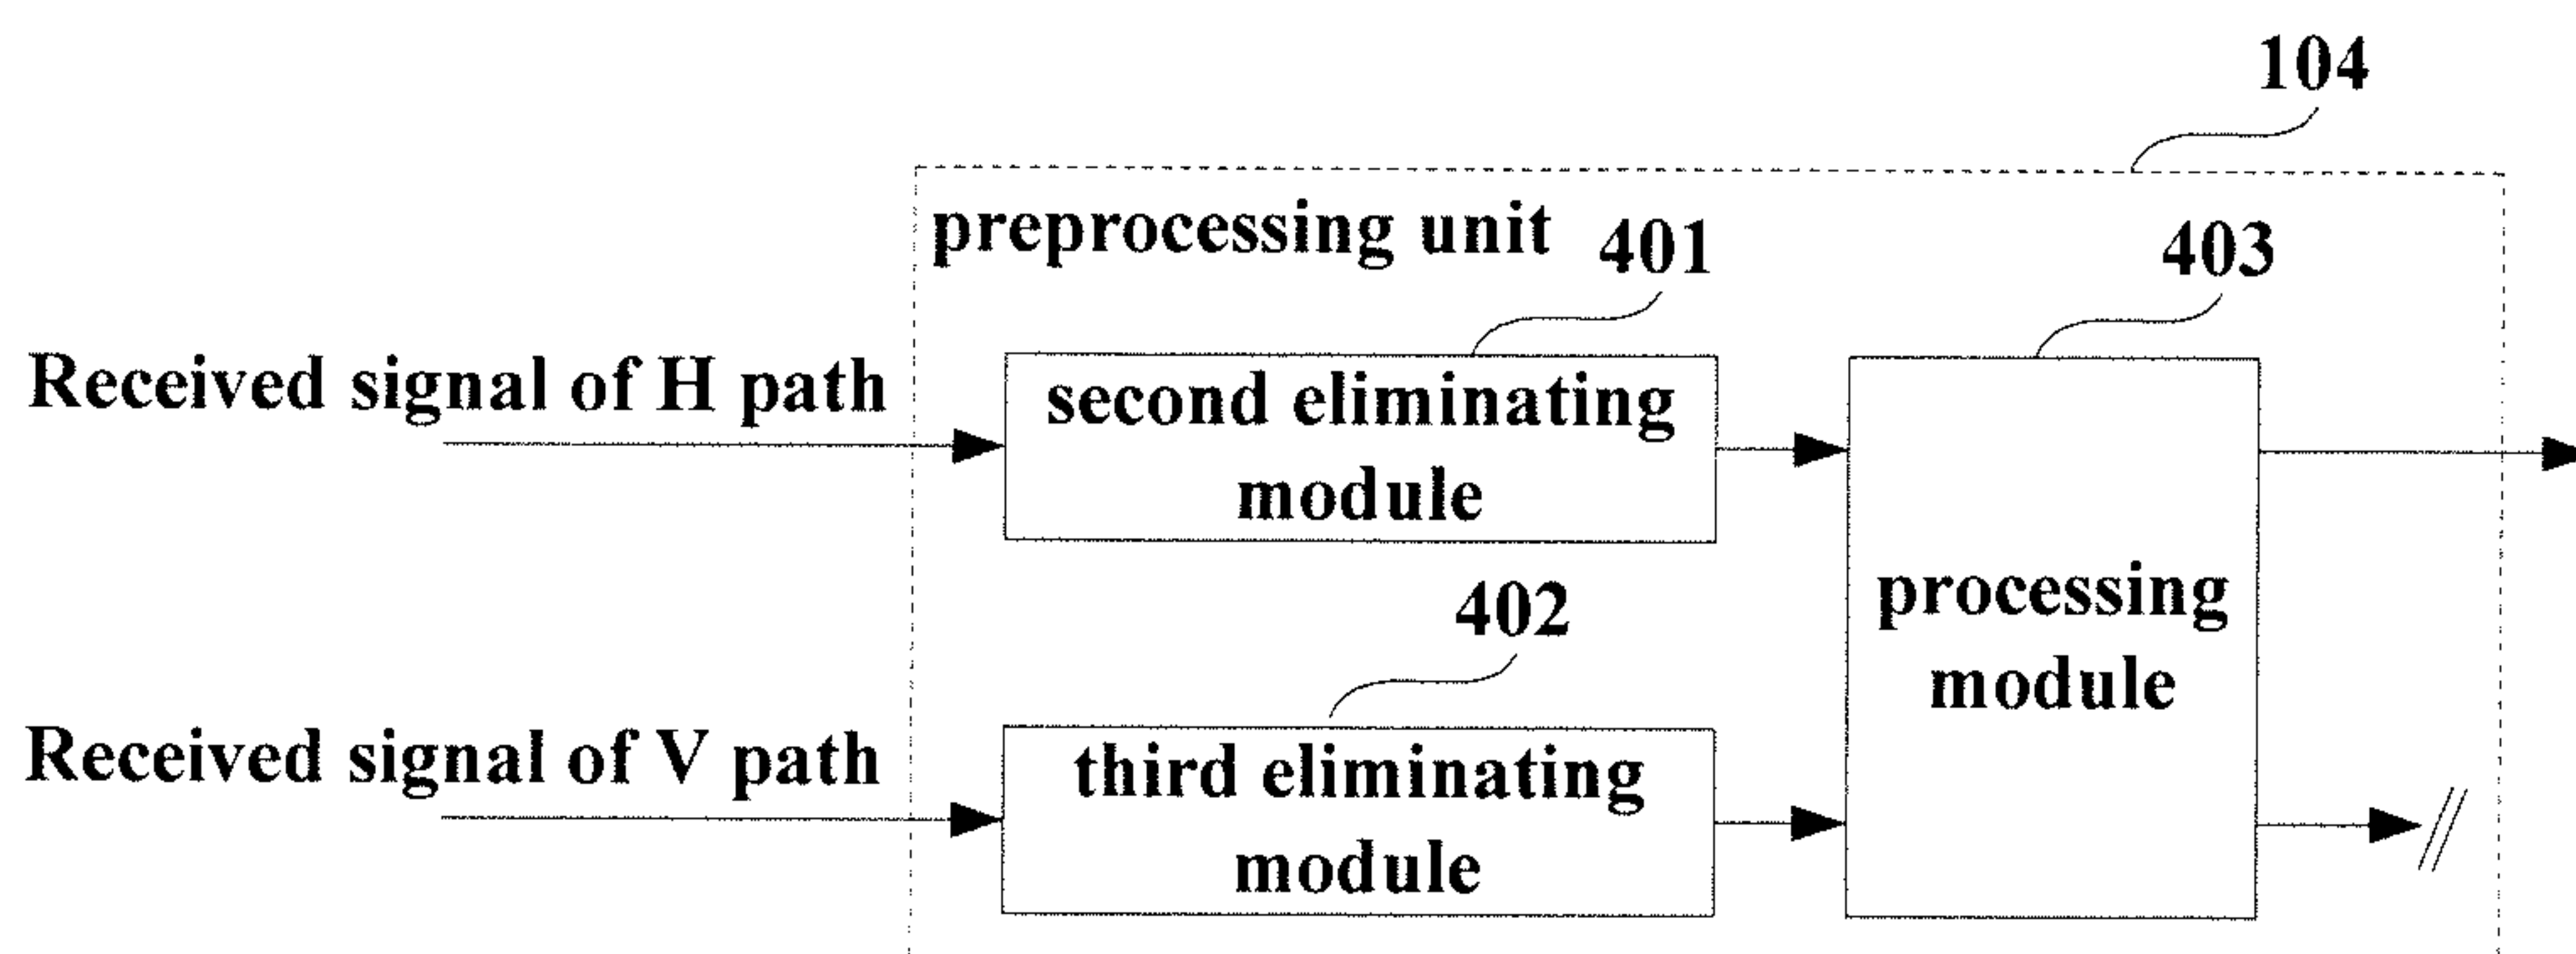 104
preprocessing unit
401
403
Received signal of H path
second eliminating
module
402
processing
module
Received signal of V path
third eliminating
module